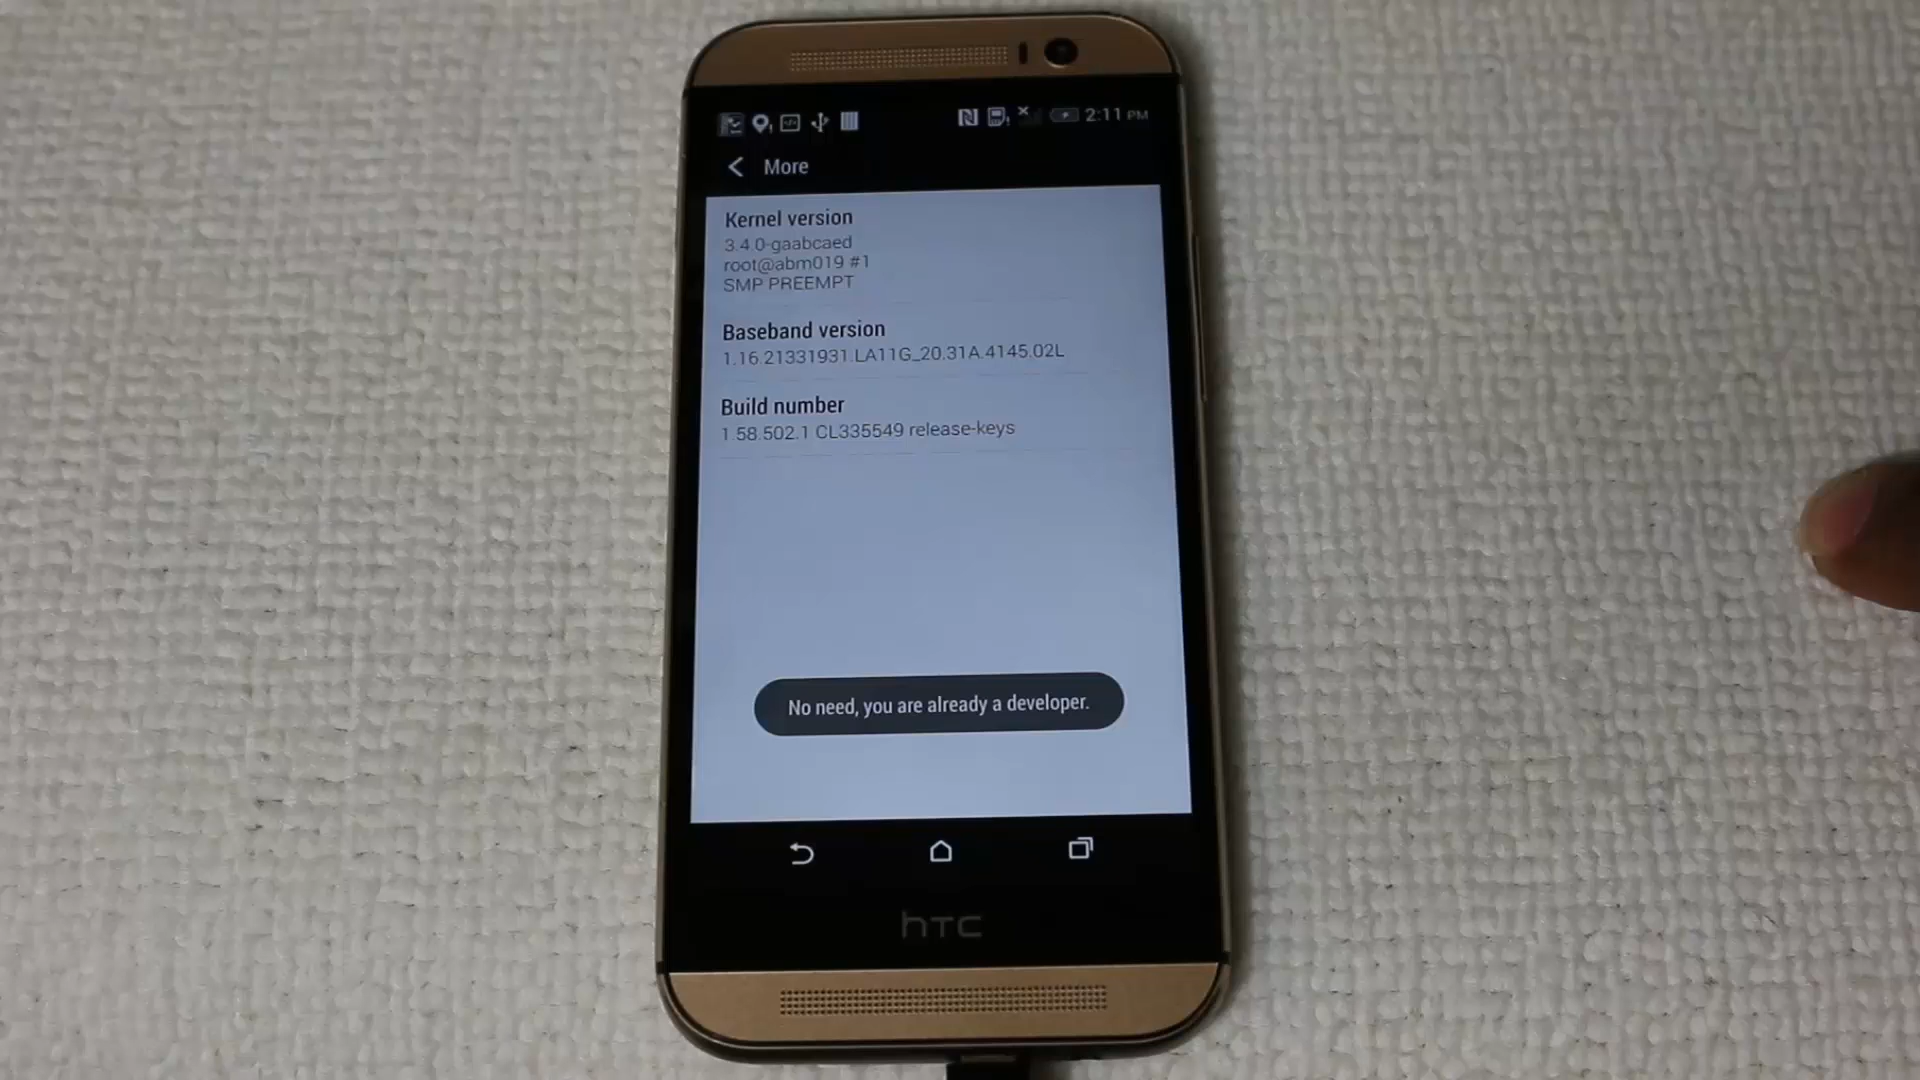 2:11 PM
More
Kernel version
3.4.0-gaabcaed
root@abm019 #1
SMP PREEMPT
Baseband version
1.16.21331931.LA11G_20.31A.4145.02L
Build number
1.58.502.1 CL335549 release-keys
No need, you are already a developer.
hTC